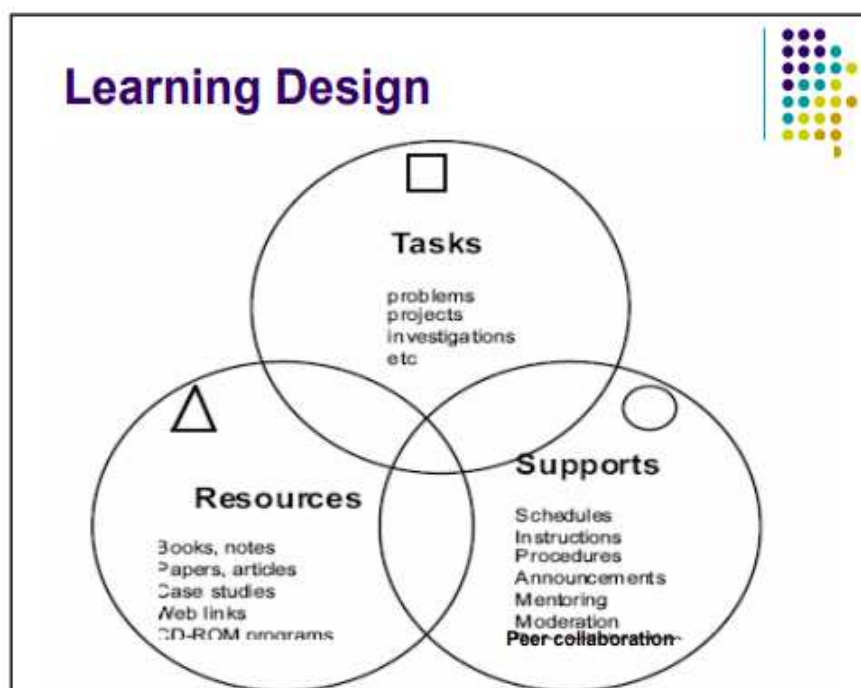 Learning Design
Tasks
problems
projects
investigations
etc
Resources
Books, notes
Papers, articles
Case studies
Web links
CD-ROM programs
Supports
Schedules
Instructions
Procedures
Announcements
Mentoring
Moderation
Peer collaboration